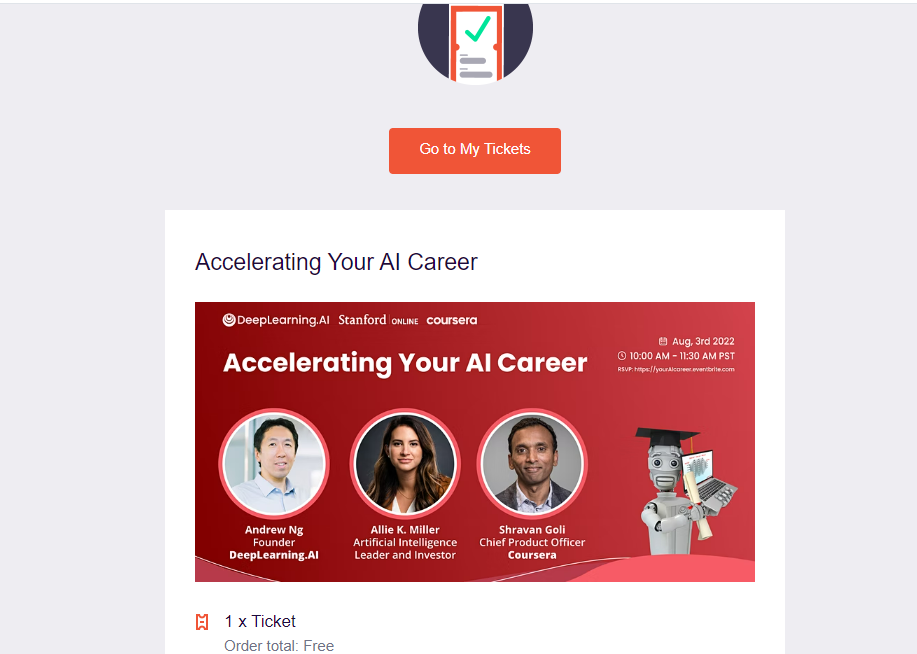 Go to My Tickets
Accelerating Your AI Career
DeepLearning.AI Stanford ONLINE coursera
Aug, 3rd 2022
10:00 AM - 11:30 AM PST
RSVP: https://yourAIcareer.eventbrite.com
Accelerating Your AI Career
Andrew Ng
Founder
DeepLearning.AI
Allie K. Miller
Artificial Intelligence
Leader and Investor
Shravan Goli
Chief Product Officer
Coursera
1 x Ticket
Order total: Free